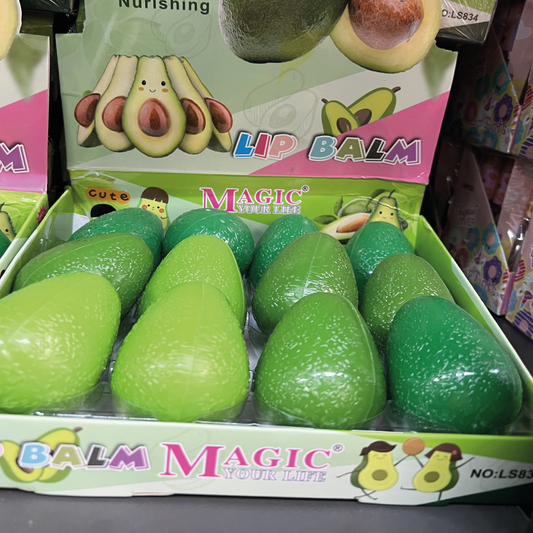 Nurishing
NO:LS834
LIP BALM
M
Cute
MAGIC®
YOUR LIFE
BALM MAGIC®
YOUR LIFE
NO:LS83